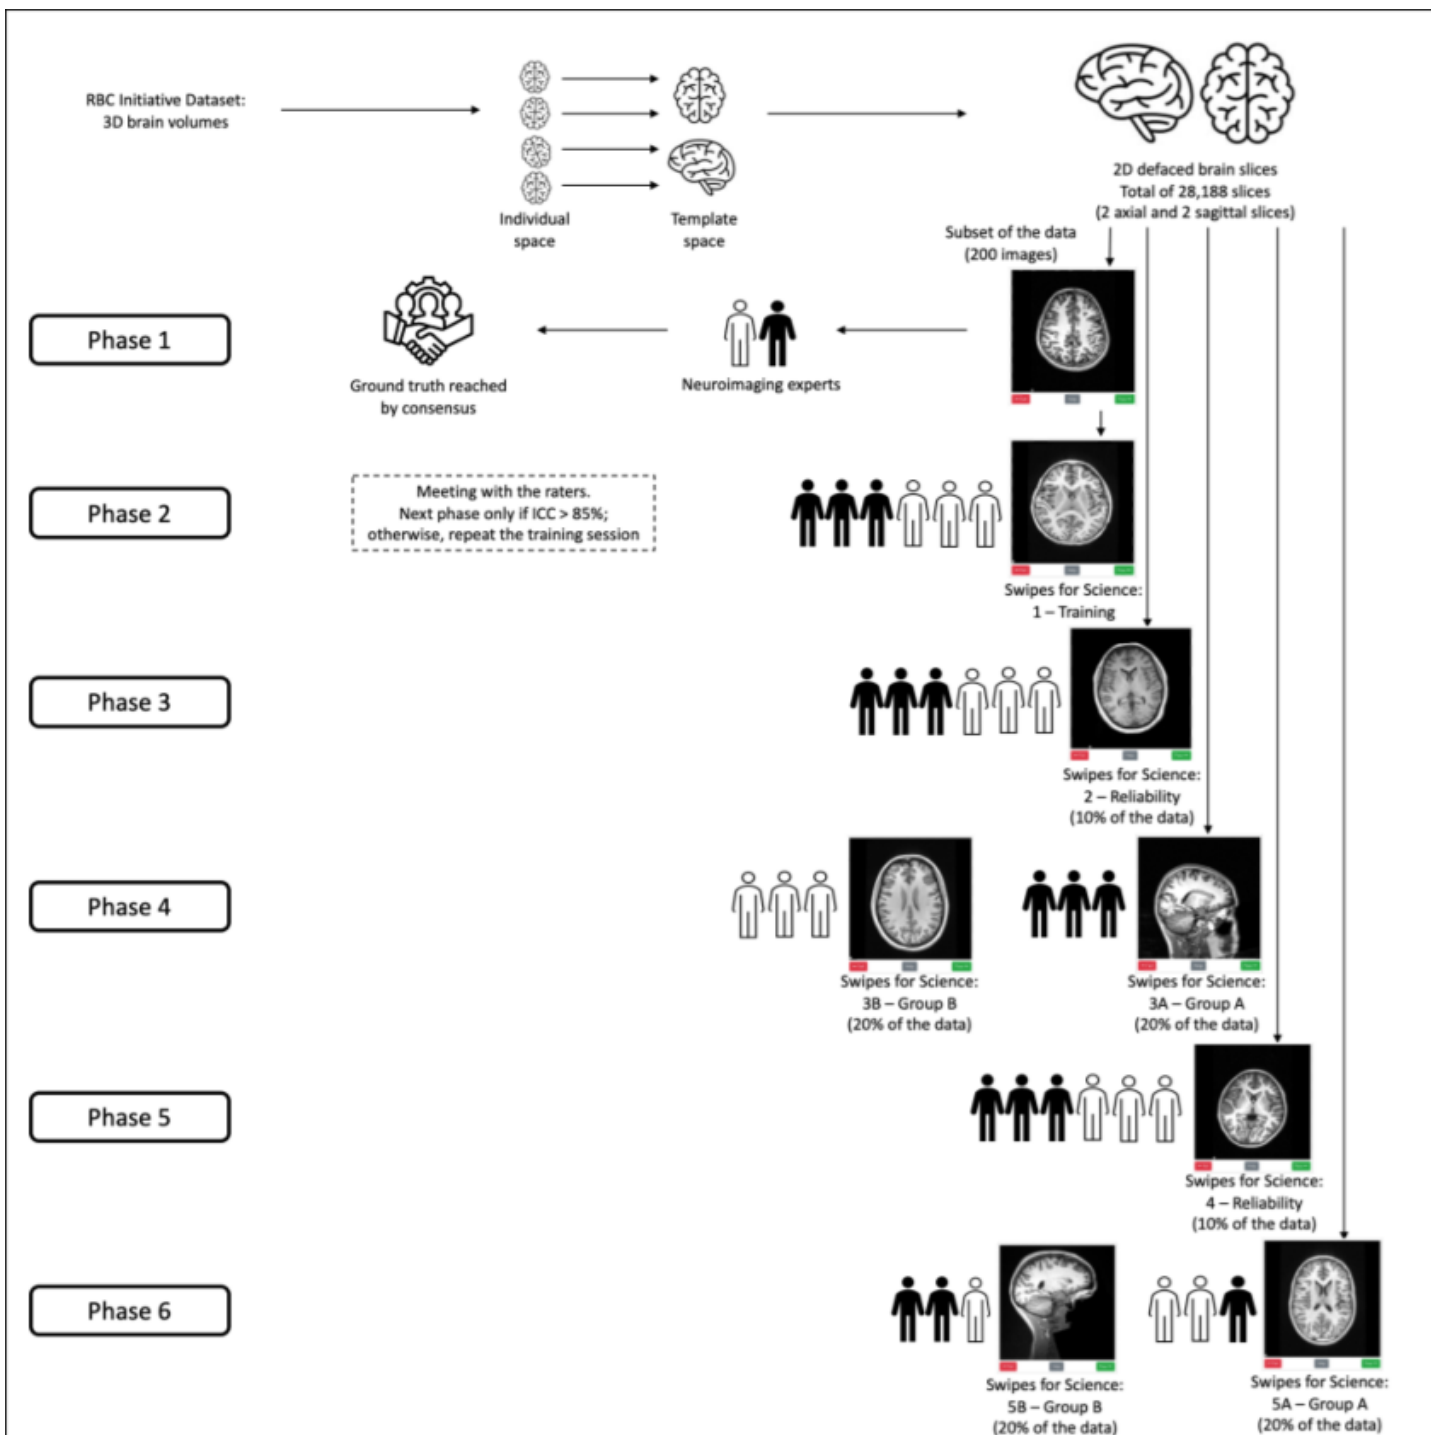 RBC Initiative Dataset:
3D brain volumes
Individual
space
Template
space
2D defaced brain slices
Total of 28,188 slices
(2 axial and 2 sagittal slices)
Subset of the data
(200 images)
Phase 1
Ground truth reached
by consensus
Neuroimaging experts
Phase 2
Meeting with the raters.
Next phase only if ICC > 85%;
otherwise, repeat the training session
Swipes for Science:
1 – Training
Phase 3
Swipes for Science:
2 – Reliability
(10% of the data)
Phase 4
Swipes for Science:
3B – Group B
(20% of the data)
Swipes for Science:
3A – Group A
(20% of the data)
Phase 5
Swipes for Science:
4 – Reliability
(10% of the data)
Phase 6
Swipes for Science:
5B – Group B
(20% of the data)
Swipes for Science:
5A – Group A
(20% of the data)